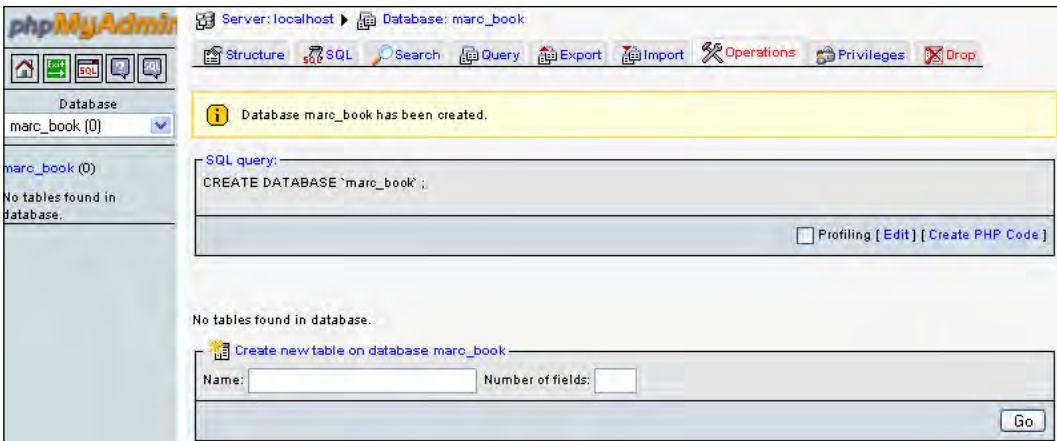 phpMyAdmin
Server: localhost Database: marc_book
Structure SQL Search Query Export Import Operations Privileges Drop
Database
marc_book (0)
marc_book (0)
No tables found in
database.
Database marc_book has been created.
SQL query:
CREATE DATABASE `marc_book` ;
Profiling [ Edit ] [ Create PHP Code ]
No tables found in database.
Create new table on database marc_book
Name: Number of fields:
Go